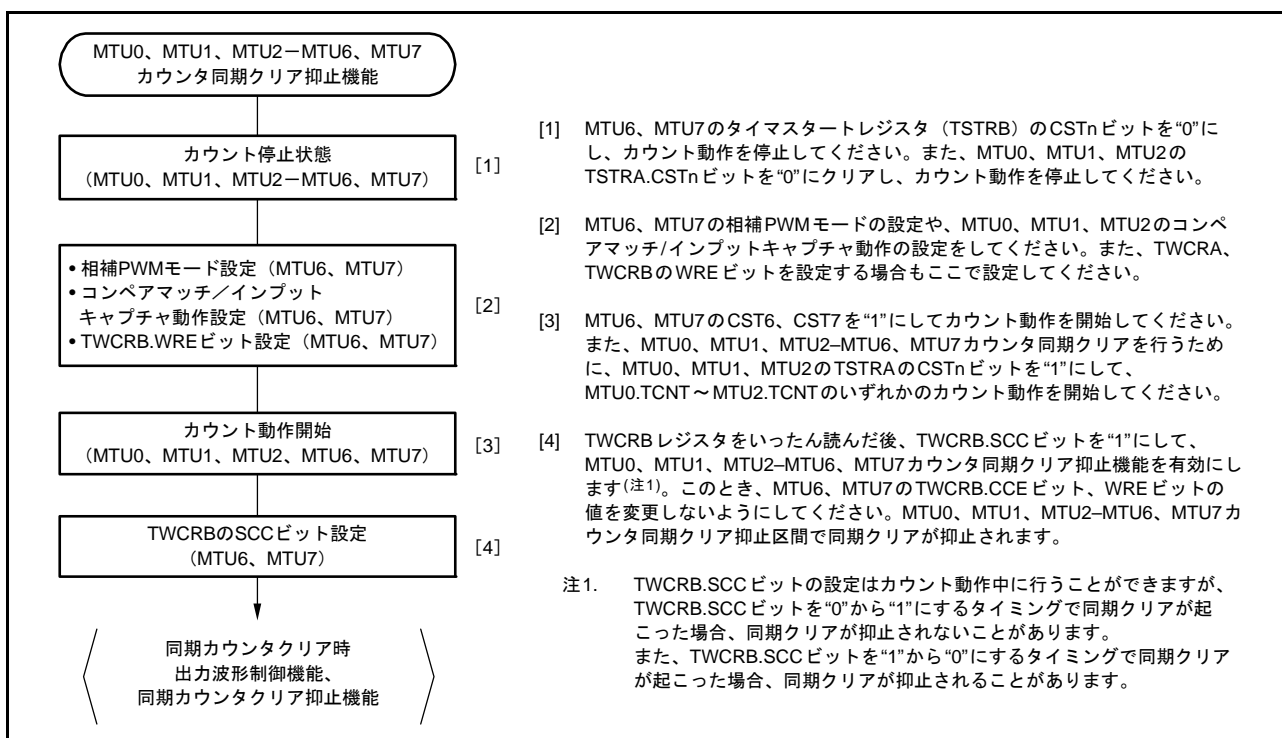 MTU0、MTU1、MTU2－MTU6、MTU7
カウンタ同期クリア抑止機能
カウント停止状態
（MTU0、MTU1、MTU2－MTU6、MTU7）
[1]
• 相補PWMモード設定（MTU6、MTU7）
• コンペアマッチ／インプット
キャプチャ動作設定（MTU6、MTU7）
• TWCRB.WREビット設定（MTU6、MTU7）
[2]
カウント動作開始
（MTU0、MTU1、MTU2、MTU6、MTU7）
[3]
TWCRBのSCCビット設定
（MTU6、MTU7）
[4]
同期カウンタクリア時
出力波形制御機能、
同期カウンタクリア抑止機能
[1] MTU6、MTU7のタイマスタートレジスタ（TSTRB）のCSTnビットを“0”に
し、カウント動作を停止してください。また、MTU0、MTU1、MTU2の
TSTRA.CSTnビットを“0”にクリアし、カウント動作を停止してください。
[2] MTU6、MTU7の相補PWMモードの設定や、MTU0、MTU1、MTU2のコンペ
アマッチ/インプットキャプチャ動作の設定をしてください。また、TWCRA、
TWCRBのWREビットを設定する場合もここで設定してください。
[3] MTU6、MTU7のCST6、CST7を“1”にしてカウント動作を開始してください。
また、MTU0、MTU1、MTU2–MTU6、MTU7カウンタ同期クリアを行うため
に、MTU0、MTU1、MTU2のTSTRAのCSTnビットを“1”にして、
MTU0.TCNT～MTU2.TCNTのいずれかのカウント動作を開始してください。
[4] TWCRBレジスタをいったん読んだ後、TWCRB.SCCビットを“1”にして、
MTU0、MTU1、MTU2–MTU6、MTU7カウンタ同期クリア抑止機能を有効にし
ます(注1)。このとき、MTU6、MTU7のTWCRB.CCEビット、WREビットの
値を変更しないようにしてください。MTU0、MTU1、MTU2–MTU6、MTU7カ
ウンタ同期クリア抑止区間で同期クリアが抑止されます。
注1. TWCRB.SCCビットの設定はカウント動作中に行うことができますが、
TWCRB.SCCビットを“0”から“1”にするタイミングで同期クリアが起
こった場合、同期クリアが抑止されないことがあります。
また、TWCRB.SCCビットを“1”から“0”にするタイミングで同期クリア
が起こった場合、同期クリアが抑止されることがあります。